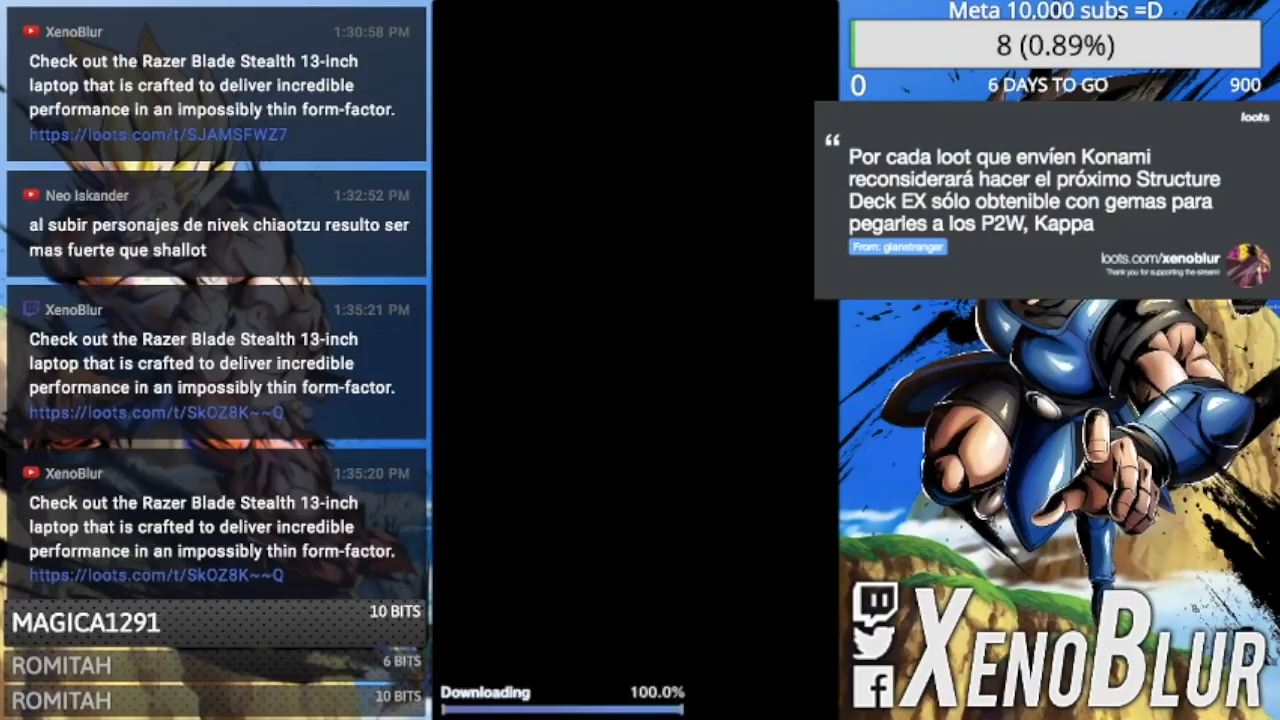 XenoBlur 1:30:58 PM
Check out the Razer Blade Stealth 13-inch
laptop that is crafted to deliver incredible
performance in an impossibly thin form-factor.
https://loots.com/t/SJAMSFWZ7
Neo Iskander 1:32:52 PM
al subir personajes de nivek chiaotzu resulto ser
mas fuerte que shallot
XenoBlur 1:35:21 PM
Check out the Razer Blade Stealth 13-inch
laptop that is crafted to deliver incredible
performance in an impossibly thin form-factor.
https://loots.com/t/SkOZ8K~~Q
XenoBlur 1:35:20 PM
Check out the Razer Blade Stealth 13-inch
laptop that is crafted to deliver incredible
performance in an impossibly thin form-factor.
https://loots.com/t/SkOZ8K~~Q
MAGICA1291 10 BITS
ROMITAH 6 BITS
ROMITAH 10 BITS
Downloading 100.0%
Meta 10,000 subs =D
8 (0.89%)
0 6 DAYS TO GO 900
loots
“ Por cada loot que envíen Konami
reconsiderará hacer el próximo Structure
Deck EX sólo obtenible con gemas para
pegarles a los P2W, Kappa
From: glanstranger
loots.com/xenoblur
Thank you for supporting the stream!
XENOBLUR